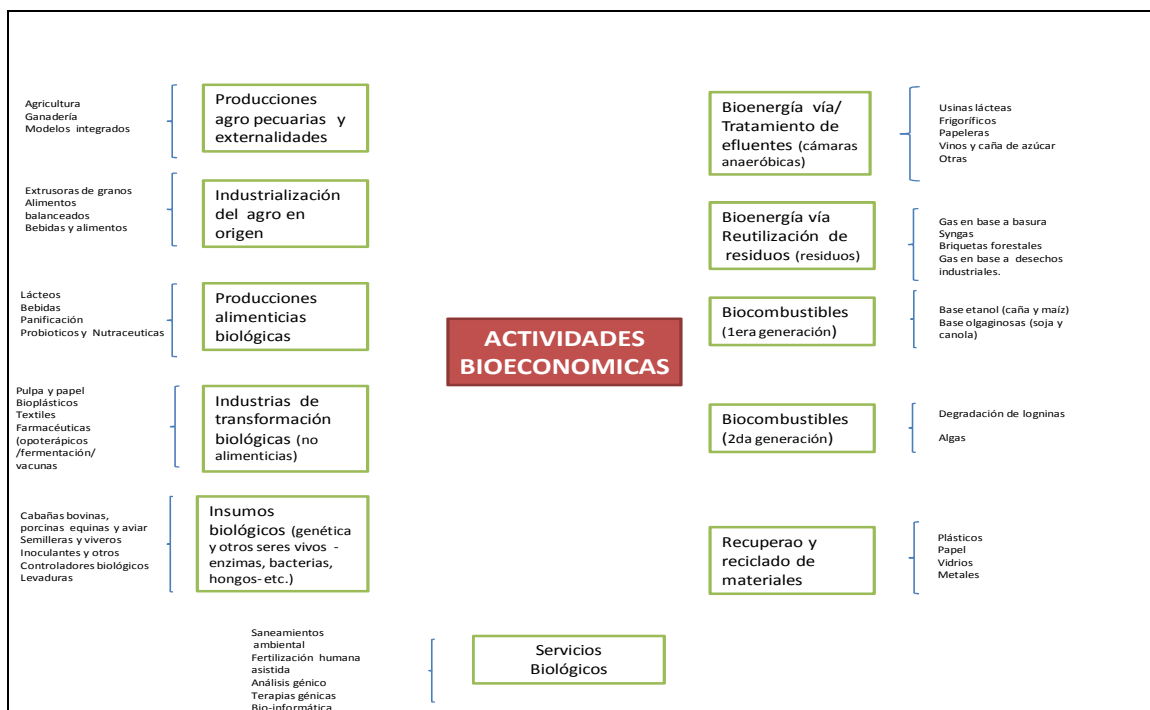 Agricultura
Ganadería
Modelos integrados
Producciones
agro pecuarias y
externalidades
Extrusoras de granos
Alimentos
balanceados
Bebidas y alimentos
Industrialización
del agro en
origen
Lácteos
Bebidas
Panificación
Probioticos y Nutraceuticas
Producciones
alimenticias
biológicas
Pulpa y papel
Bioplásticos
Textiles
Farmacéuticas
(opoterápicos
/fermentación/
vacunas
Industrias de
transformación
biológicas (no
alimenticias)
Cabañas bovinas,
porcinas equinas y aviar
Semilleras y viveros
Inoculantes y otros
Controladores biológicos
Levaduras
Insumos
biológicos (genética
y otros seres vivos -
enzimas, bacterias,
hongos- etc.)
ACTIVIDADES
BIOECONOMICAS
Bioenergía vía/
Tratamiento de
efluentes (cámaras
anaeróbicas)
Usinas lácteas
Frigoríficos
Papeleras
Vinos y caña de azúcar
Otras
Bioenergía vía
Reutilización de
residuos (residuos)
Gas en base a basura
Syngas
Briquetas forestales
Gas en base a desechos
industriales.
Biocombustibles
(1era generación)
Base etanol (caña y maíz)
Base olgaginosas (soja y
canola)
Biocombustibles
(2da generación)
Degradación de logninas
Algas
Recuperao y
reciclado de
materiales
Plásticos
Papel
Vidrios
Metales
Saneamientos
ambiental
Fertilización humana
asistida
Análisis génico
Terapias génicas
Bio-informática
Servicios
Biológicos